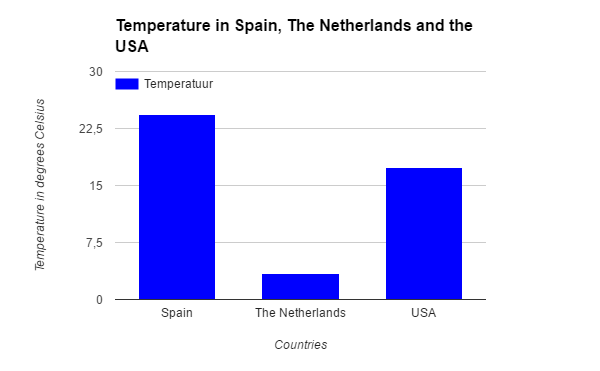 Temperature in Spain, The Netherlands and the
USA
30
Temperatuur
22,5
15
7,5
0
Temperature in degrees Celsius
Spain
The Netherlands
USA
Countries